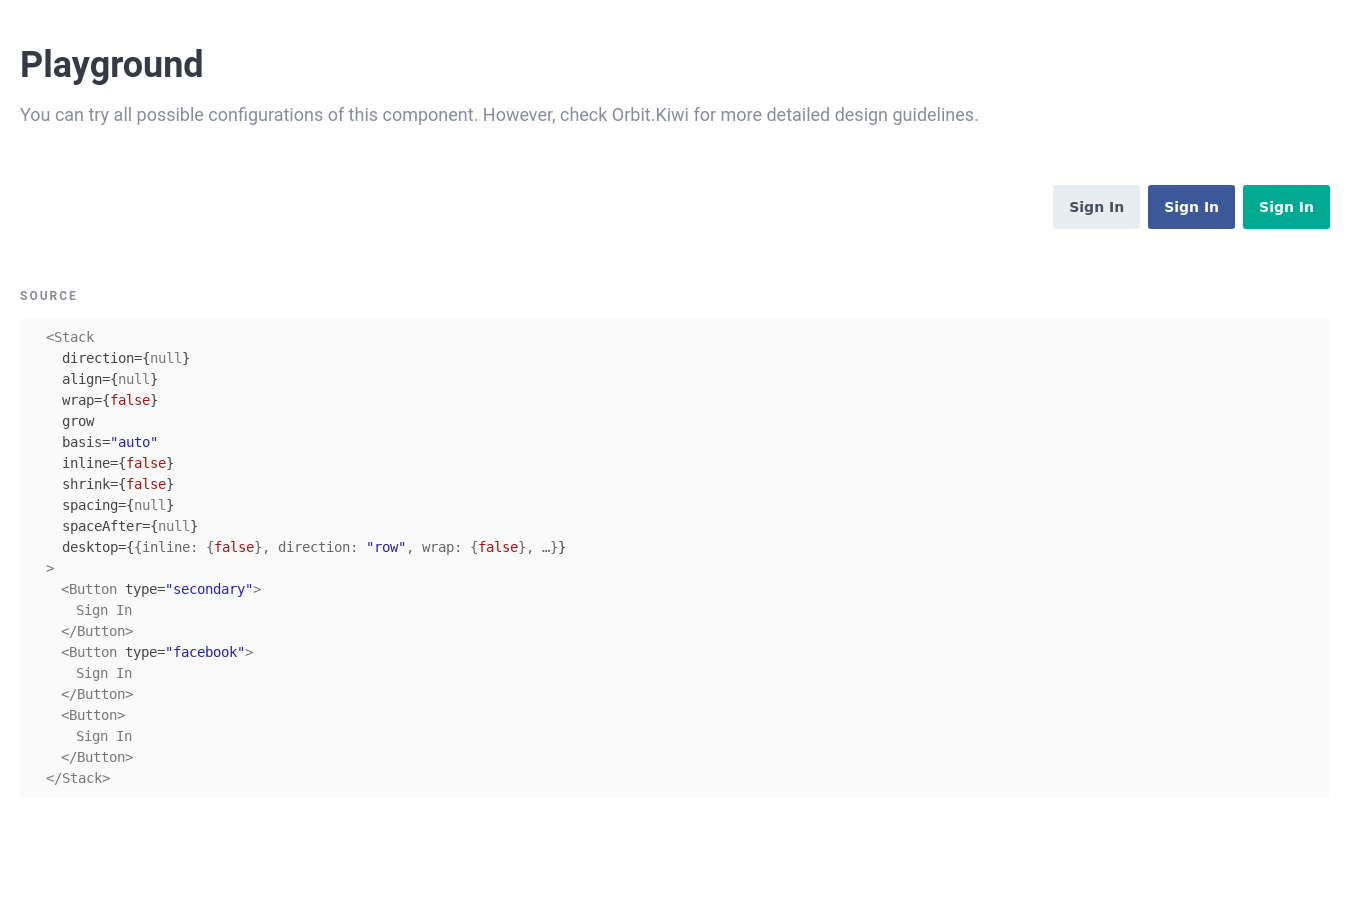 Playground
You can try all possible configurations of this component. However, check Orbit.Kiwi for more detailed design guidelines.
Sign In Sign In Sign In
SOURCE
<Stack
  direction={null}
  align={null}
  wrap={false}
  grow
  basis="auto"
  inline={false}
  shrink={false}
  spacing={null}
  spaceAfter={null}
  desktop={{inline: {false}, direction: "row", wrap: {false}, …}}
>
  <Button type="secondary">
    Sign In
  </Button>
  <Button type="facebook">
    Sign In
  </Button>
  <Button>
    Sign In
  </Button>
</Stack>